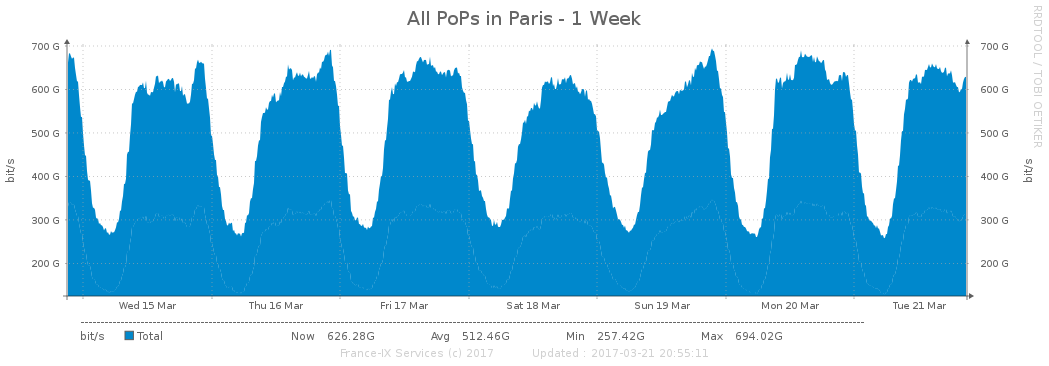 All PoPs in Paris - 1 Week
RRDTOOL / TOBI OETIKER
700 G 700 G
600 G 600 G
500 G 500 G
400 G 400 G
300 G 300 G
200 G 200 G
bit/s
bit/s
Wed 15 Mar Thu 16 Mar Fri 17 Mar Sat 18 Mar Sun 19 Mar Mon 20 Mar Tue 21 Mar
bit/s Total Now 626.28G Avg 512.46G Min 257.42G Max 694.02G
France-IX Services (c) 2017 Updated : 2017-03-21 20:55:11